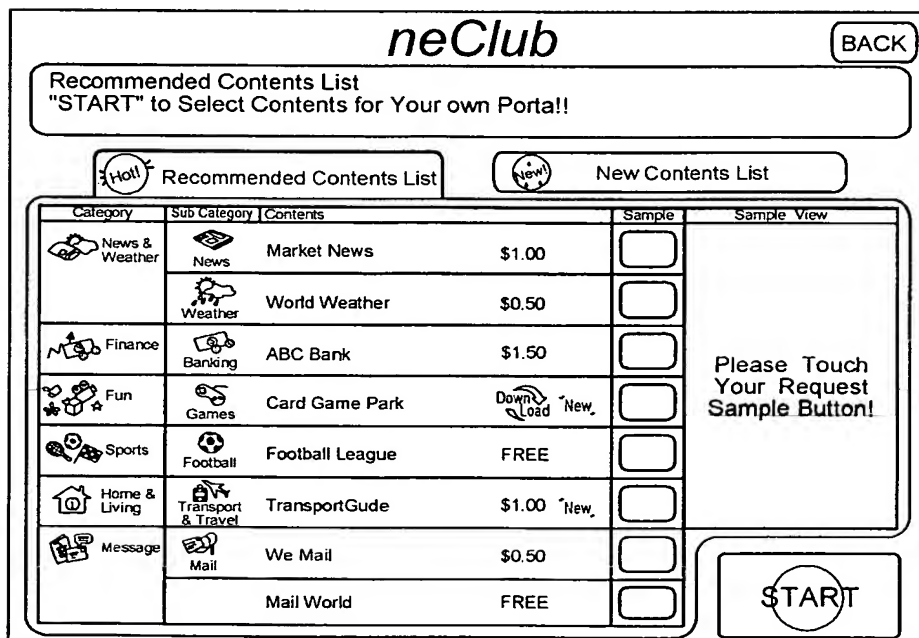 neClub
BACK
Recommended Contents List
"START" to Select Contents for Your own Porta!!
Hot! Recommended Contents List
New! New Contents List
Category Sub Category Contents Sample Sample View
News & Weather News Market News $1.00
Weather World Weather $0.50
Finance Banking ABC Bank $1.50
Fun Games Card Game Park Down Load New
Sports Football Football League FREE
Home & Living Transport & Travel TransportGude $1.00 New
Message Mail We Mail $0.50
Mail World FREE
Please Touch
Your Request
Sample Button!
START